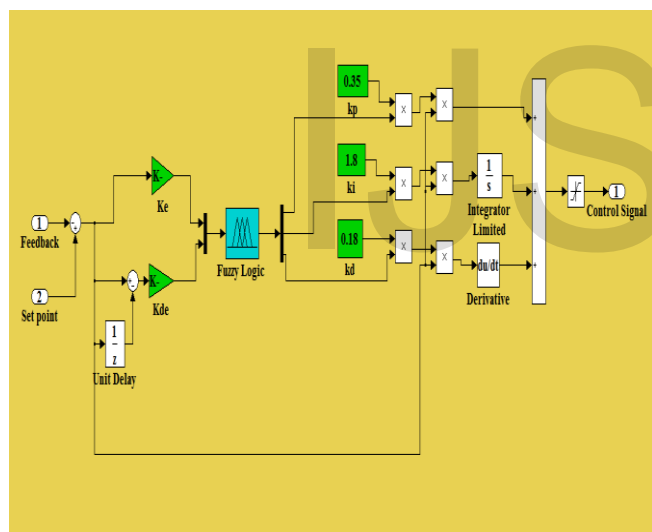 IJS
0.35
kp
×
×
+
K-
Ke
1.8
ki
×
×
1
s
Integrator
Limited
+
1
Control Signal
1
Feedback
Fuzzy Logic
0.18
kd
×
×
du/dt
Derivative
+
2
Set point
K-
Kde
1
z
Unit Delay